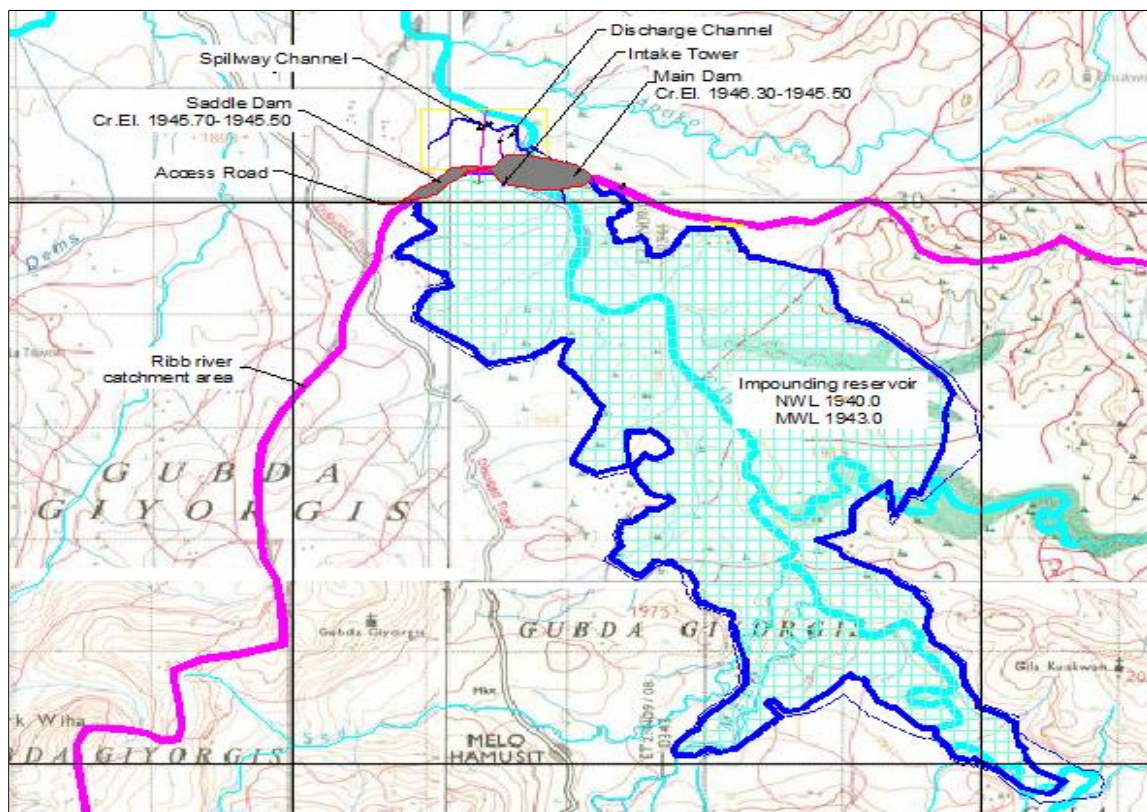 Discharge Channel
Intake Tower
Spillway Channel
Main Dam
Cr.El. 1946.30-1945.50
Saddle Dam
Cr.El. 1945.70-1945.50
Access Road
Ribb river
catchment area
Impounding reservoir
NWL 1940.0
MWL 1943.0
GUBDA
GIYORGIS
1975
Gubda Giyorgis
MELO
HAMUSIT
k Wiha
BDA GIYORGIS